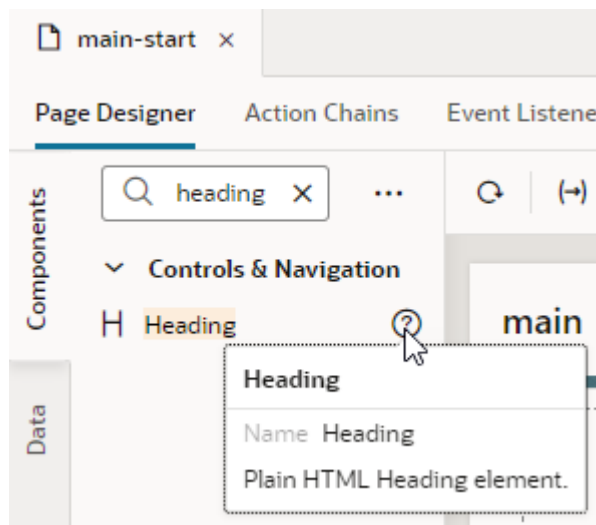 main-start
Page Designer Action Chains Event Listene
Components
Data
heading
Controls & Navigation
Heading
main
Heading
Name Heading
Plain HTML Heading element.